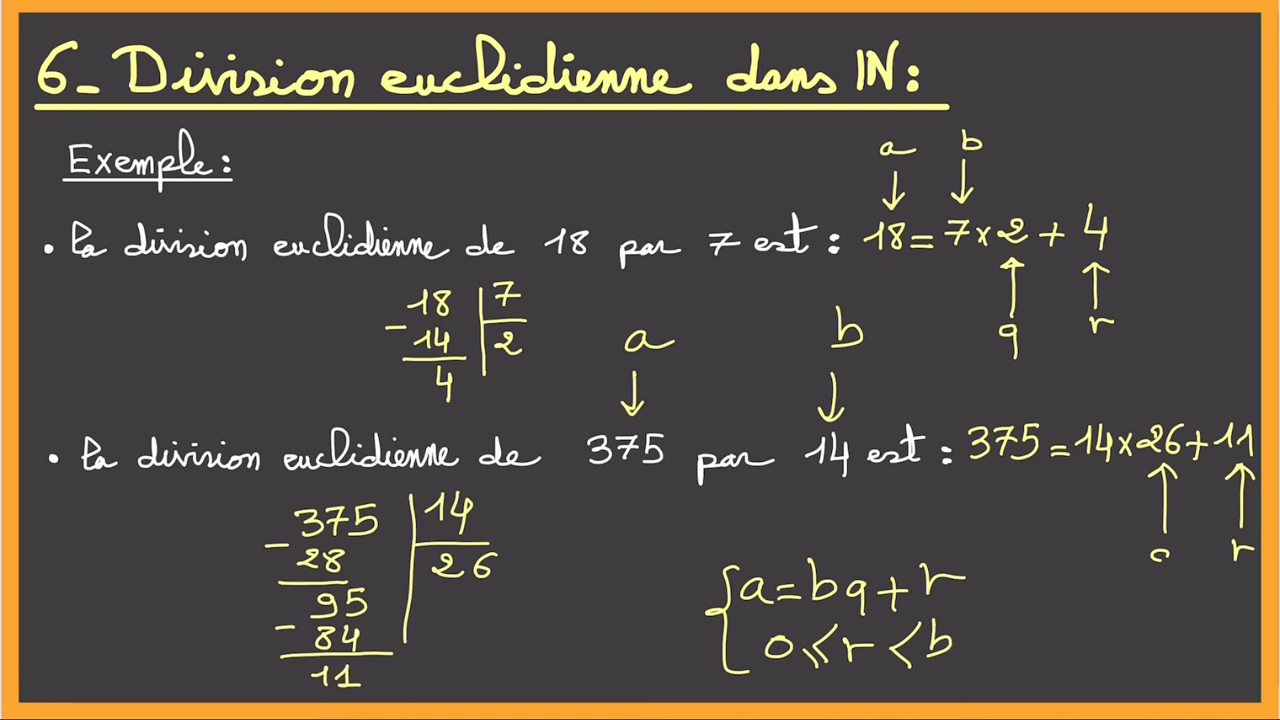 6_ Division euclidienne dans IN:
Exemple:
a b
• La division euclidienne de 18 par 7 est : 18 = 7 × 2 + 4
q r
- 18 | 7
14 | 2
4
a b
• La division euclidienne de 375 par 14 est : 375 = 14 × 26 + 11
r
- 375 | 14
28 | 26
- 95
84
11
{ a = bq + r
0 ⩽ r < b